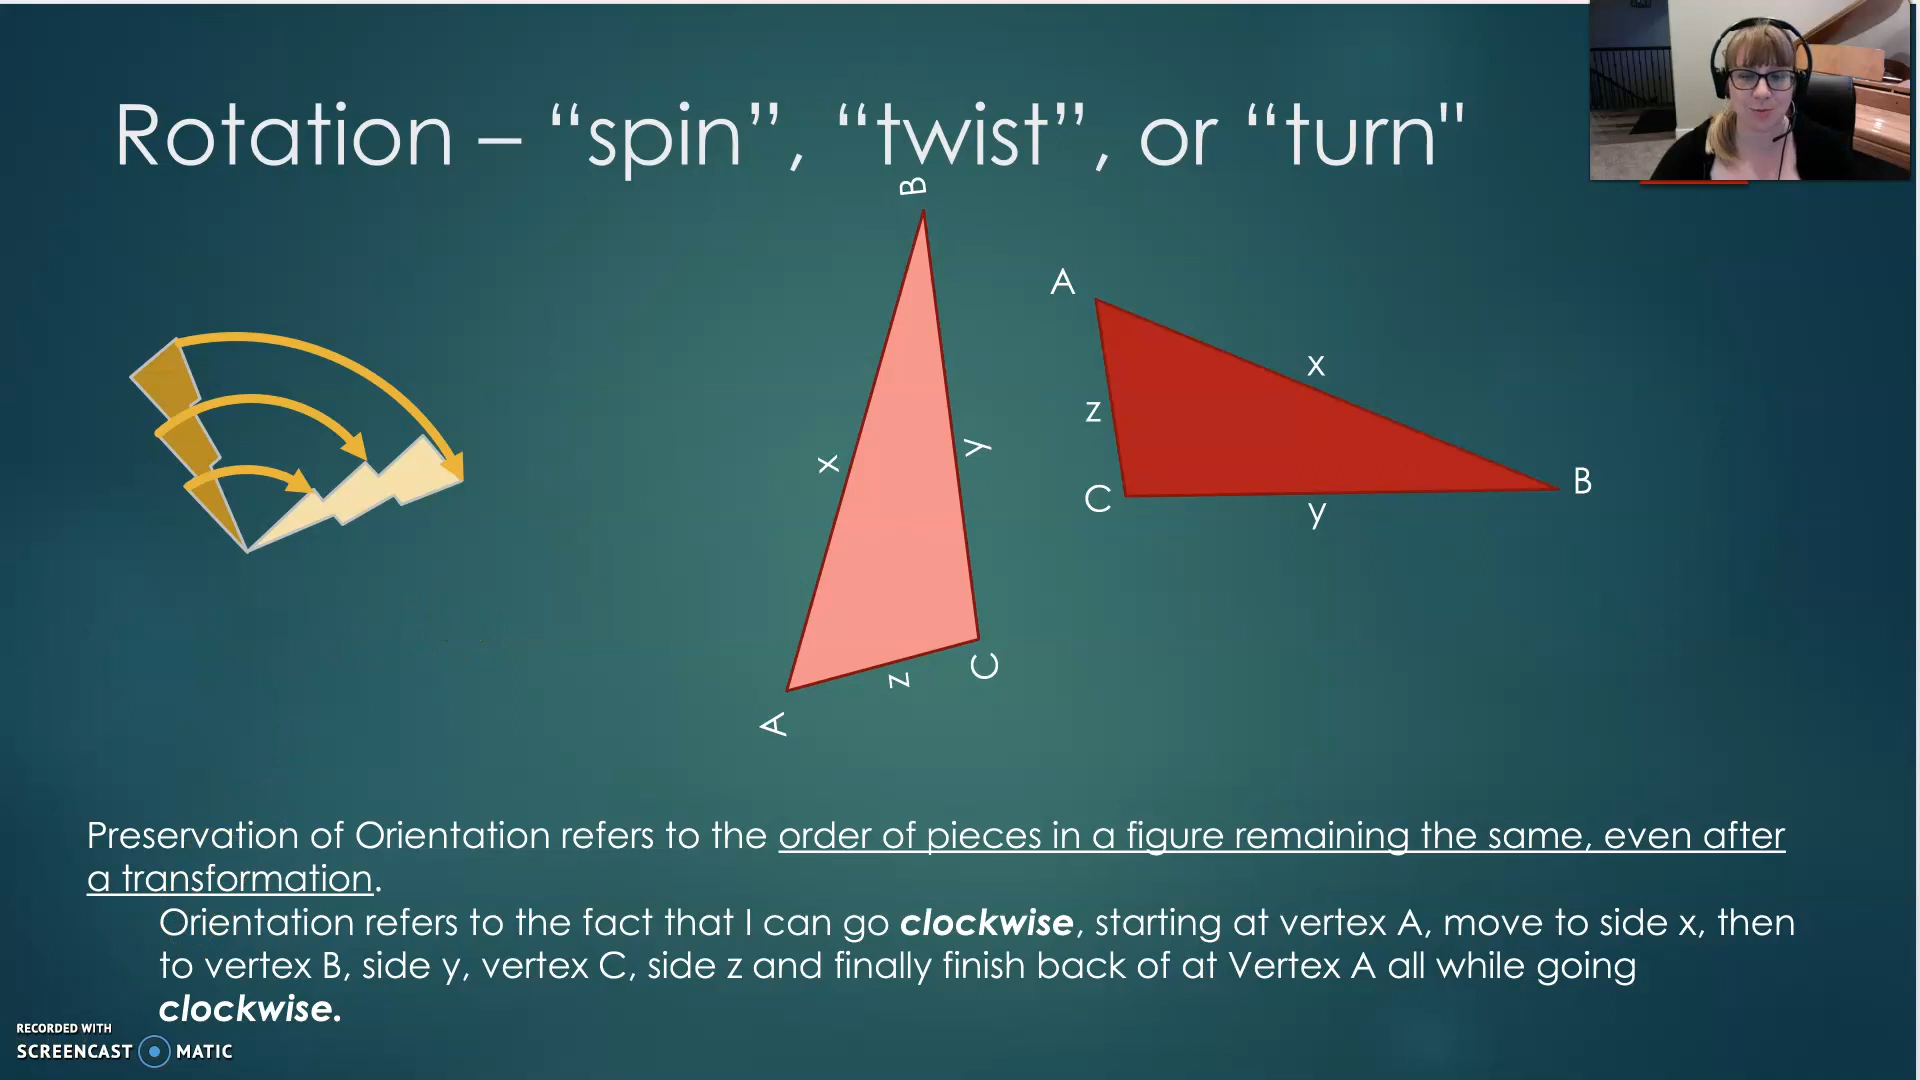 Rotation – “spin”, “twist”, or “turn"
B
A
x
x
y
z
B
C
y
C
z
A
Preservation of Orientation refers to the order of pieces in a figure remaining the same, even after
a transformation.
Orientation refers to the fact that I can go clockwise, starting at vertex A, move to side x, then
to vertex B, side y, vertex C, side z and finally finish back of at Vertex A all while going
clockwise.
RECORDED WITH
SCREENCAST MATIC